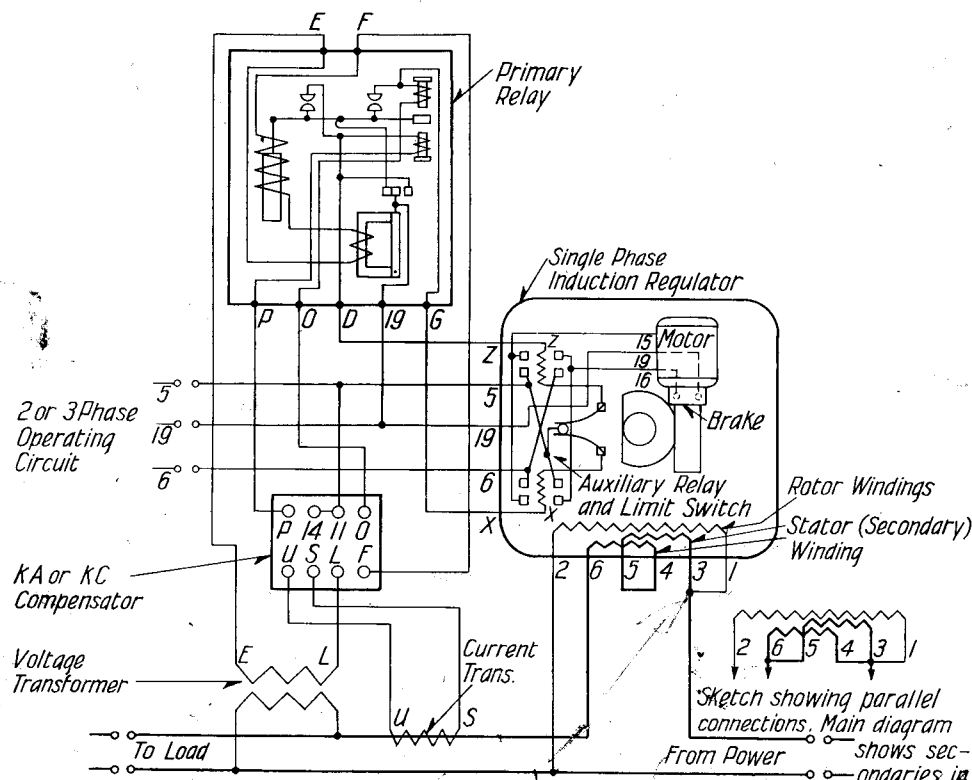 E F
Primary
Relay
P O D 19 G
Single Phase
Induction Regulator
Z Z
15 Motor
19
16
Brake
5
19
6
X X
2 or 3 Phase
Operating
Circuit
5
19
6
Auxiliary Relay
and Limit Switch
Rotor Windings
Stator (Secondary)
Winding
P 14 11 O
U S L F
KA or KC
Compensator
2 6 5 4 3 1
Voltage
Transformer
E L
Current
Trans.
U S
2 6 5 4 3 1
Sketch showing parallel
connections. Main diagram
shows sec-
ondaries in
To Load
From Power